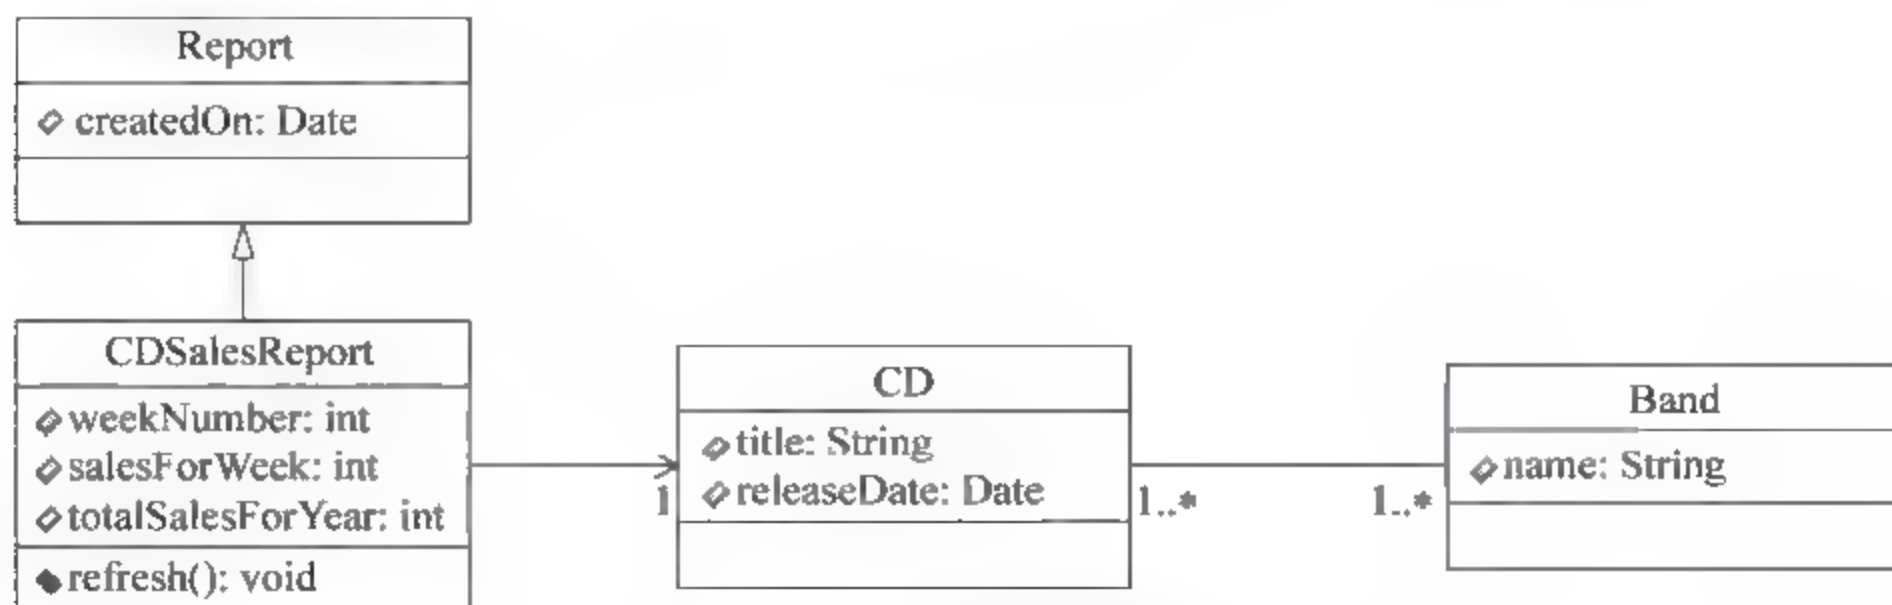 Report
createdOn: Date
CDSalesReport
weekNumber: int
salesForWeek: int
totalSalesForYear: int
refresh(): void
1
CD
title: String
releaseDate: Date
1..*
1..*
Band
name: String